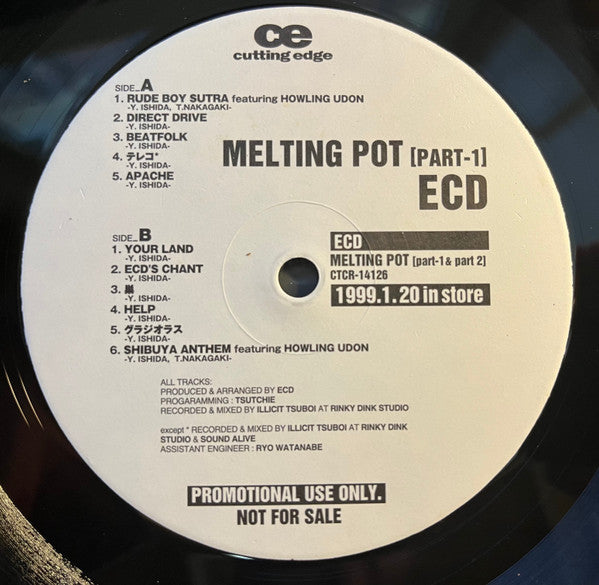 ce
cutting edge
SIDE_A
1. RUDE BOY SUTRA featuring HOWLING UDON
-Y. ISHIDA, T.NAKAGAKI-
2. DIRECT DRIVE
-Y. ISHIDA-
3. BEATFOLK
-Y. ISHIDA-
4. テレコ*
-Y. ISHIDA-
5. APACHE
-Y. ISHIDA-
MELTING POT [PART-1]
ECD
SIDE_B
1. YOUR LAND
-Y. ISHIDA-
2. ECD'S CHANT
-Y. ISHIDA-
3. 巣
-Y. ISHIDA-
4. HELP
-Y. ISHIDA-
5. グラジオラス
-Y. ISHIDA-
6. SHIBUYA ANTHEM featuring HOWLING UDON
-Y. ISHIDA, T.NAKAGAKI-
ECD
MELTING POT [part-1 & part 2]
CTCR-14126
1999.1.20 in store
ALL TRACKS:
PRODUCED & ARRANGED BY ECD
PROGARAMMING : TSUTCHIE
RECORDED & MIXED BY ILLICIT TSUBOI AT RINKY DINK STUDIO
except * RECORDED & MIXED BY ILLICIT TSUBOI AT RINKY DINK
STUDIO & SOUND ALIVE
ASSISTANT ENGINEER : RYO WATANABE
PROMOTIONAL USE ONLY.
NOT FOR SALE